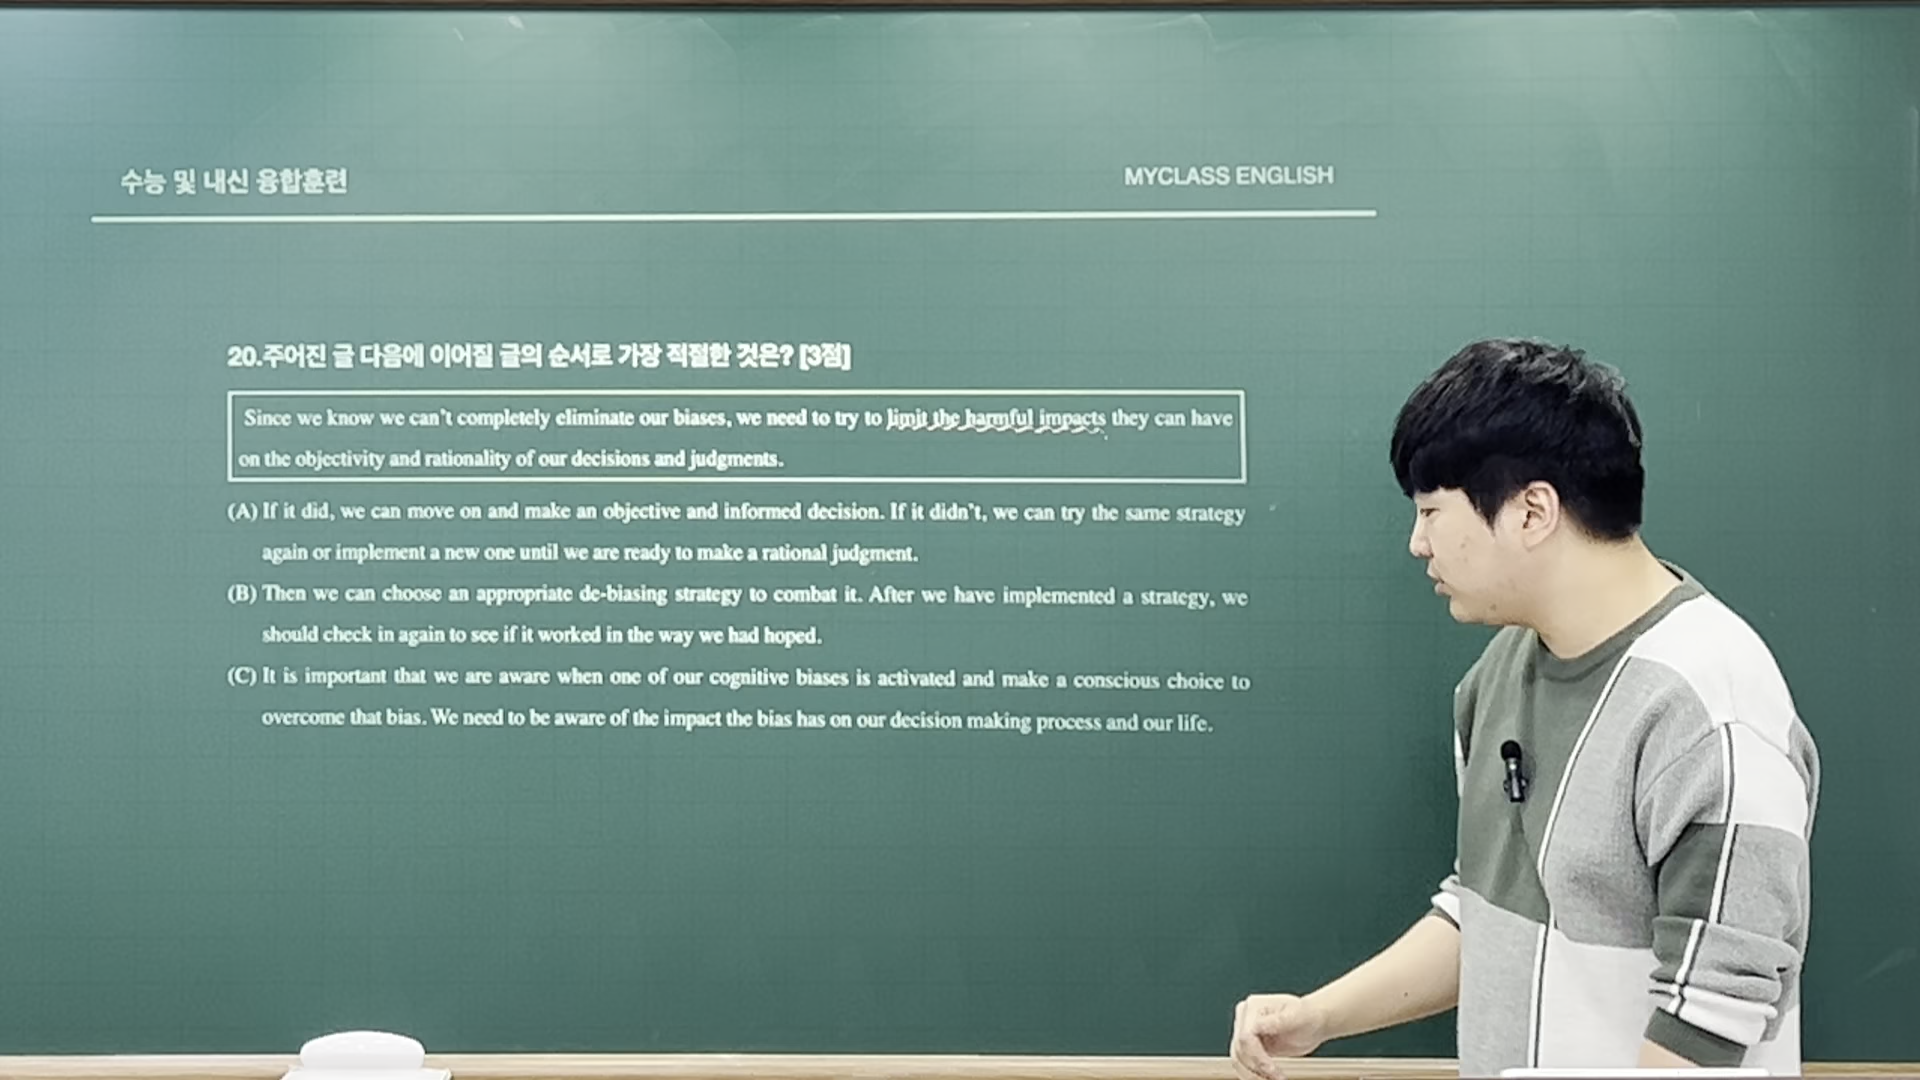 수능 및 내신 융합훈련
MYCLASS ENGLISH
20.주어진 글 다음에 이어질 글의 순서로 가장 적절한 것은? [3점]
Since we know we can't completely eliminate our biases, we need to try to limit the harmful impacts they can have
on the objectivity and rationality of our decisions and judgments.
(A) If it did, we can move on and make an objective and informed decision. If it didn't, we can try the same strategy
again or implement a new one until we are ready to make a rational judgment.
(B) Then we can choose an appropriate de-biasing strategy to combat it. After we have implemented a strategy, we
should check in again to see if it worked in the way we had hoped.
(C) It is important that we are aware when one of our cognitive biases is activated and make a conscious choice to
overcome that bias. We need to be aware of the impact the bias has on our decision making process and our life.